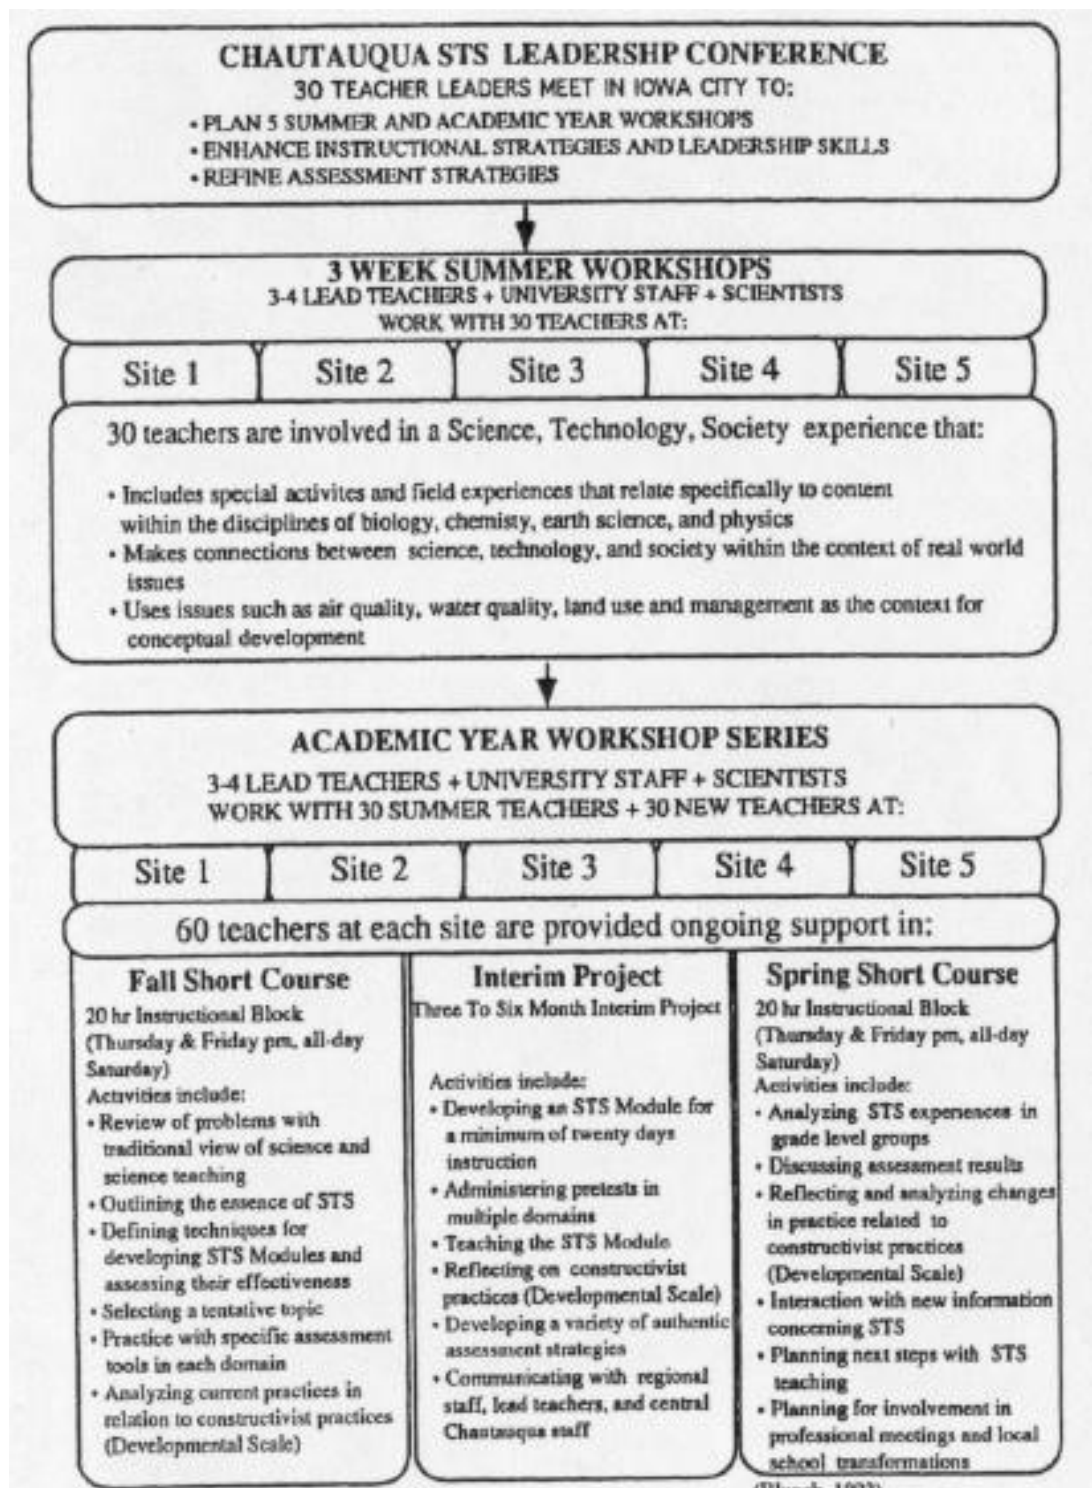 CHAUTAUQUA STS LEADERSHP CONFERENCE
30 TEACHER LEADERS MEET IN IOWA CITY TO:
• PLAN 5 SUMMER AND ACADEMIC YEAR WORKSHOPS
• ENHANCE INSTRUCTIONAL STRATEGIES AND LEADERSHIP SKILLS
• REFINE ASSESSMENT STRATEGIES
3 WEEK SUMMER WORKSHOPS
3-4 LEAD TEACHERS + UNIVERSITY STAFF + SCIENTISTS
WORK WITH 30 TEACHERS AT:
Site 1 Site 2 Site 3 Site 4 Site 5
30 teachers are involved in a Science, Technology, Society experience that:
• Includes special activites and field experiences that relate specifically to content
within the disciplines of biology, chemisty, earth science, and physics
• Makes connections between science, technology, and society within the context of real world
issues
• Uses issues such as air quality, water quality, land use and management as the context for
conceptual development
ACADEMIC YEAR WORKSHOP SERIES
3-4 LEAD TEACHERS + UNIVERSITY STAFF + SCIENTISTS
WORK WITH 30 SUMMER TEACHERS + 30 NEW TEACHERS AT:
Site 1 Site 2 Site 3 Site 4 Site 5
60 teachers at each site are provided ongoing support in:
Fall Short Course
20 hr Instructional Block
(Thursday & Friday pm, all-day
Saturday)
Activities include:
• Review of problems with
traditional view of science and
science teaching
• Outlining the essence of STS
• Defining techniques for
developing STS Modules and
assessing their effectiveness
• Selecting a tentative topic
• Practice with specific assessment
tools in each domain
• Analyzing current practices in
relation to constructivist practices
(Developmental Scale)
Interim Project
Three To Six Month Interim Project
Activities include:
• Developing an STS Module for
a minimum of twenty days
instruction
• Administering pretests in
multiple domains
• Teaching the STS Module
• Reflecting on constructivist
practices (Developmental Scale)
• Developing a variety of authentic
assessment strategies
• Communicating with regional
staff, lead teachers, and central
Chautauqua staff
Spring Short Course
20 hr Instructional Block
(Thursday & Friday pm, all-day
Saturday)
Activities include:
• Analyzing STS experiences in
grade level groups
• Discussing assessment results
• Reflecting and analyzing changes
in practice related to
constructivist practices
(Developmental Scale)
• Interaction with new information
concerning STS
• Planning next steps with STS
teaching
• Planning for involvement in
professional meetings and local
school transformations